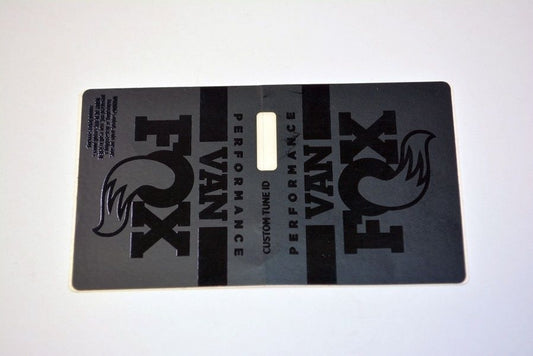 FOX
VAN
PERFORMANCE
CUSTOM TUNE ID
PERFORMANCE
VAN
FOX